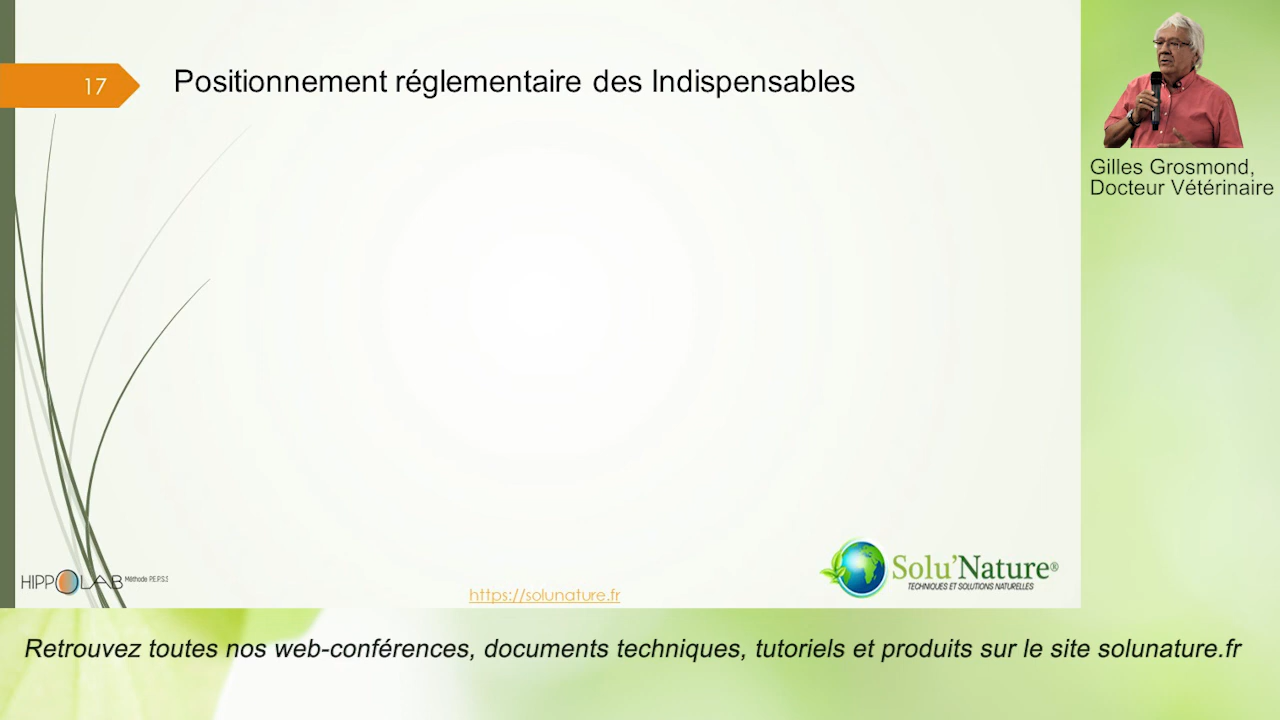 17
Positionnement réglementaire des Indispensables
Gilles Grosmond,
Docteur Vétérinaire
HIPPOLAB Méthode P.E.P.S.
https://solunature.fr
Solu'Nature®
TECHNIQUES ET SOLUTIONS NATURELLES
Retrouvez toutes nos web-conférences, documents techniques, tutoriels et produits sur le site solunature.fr